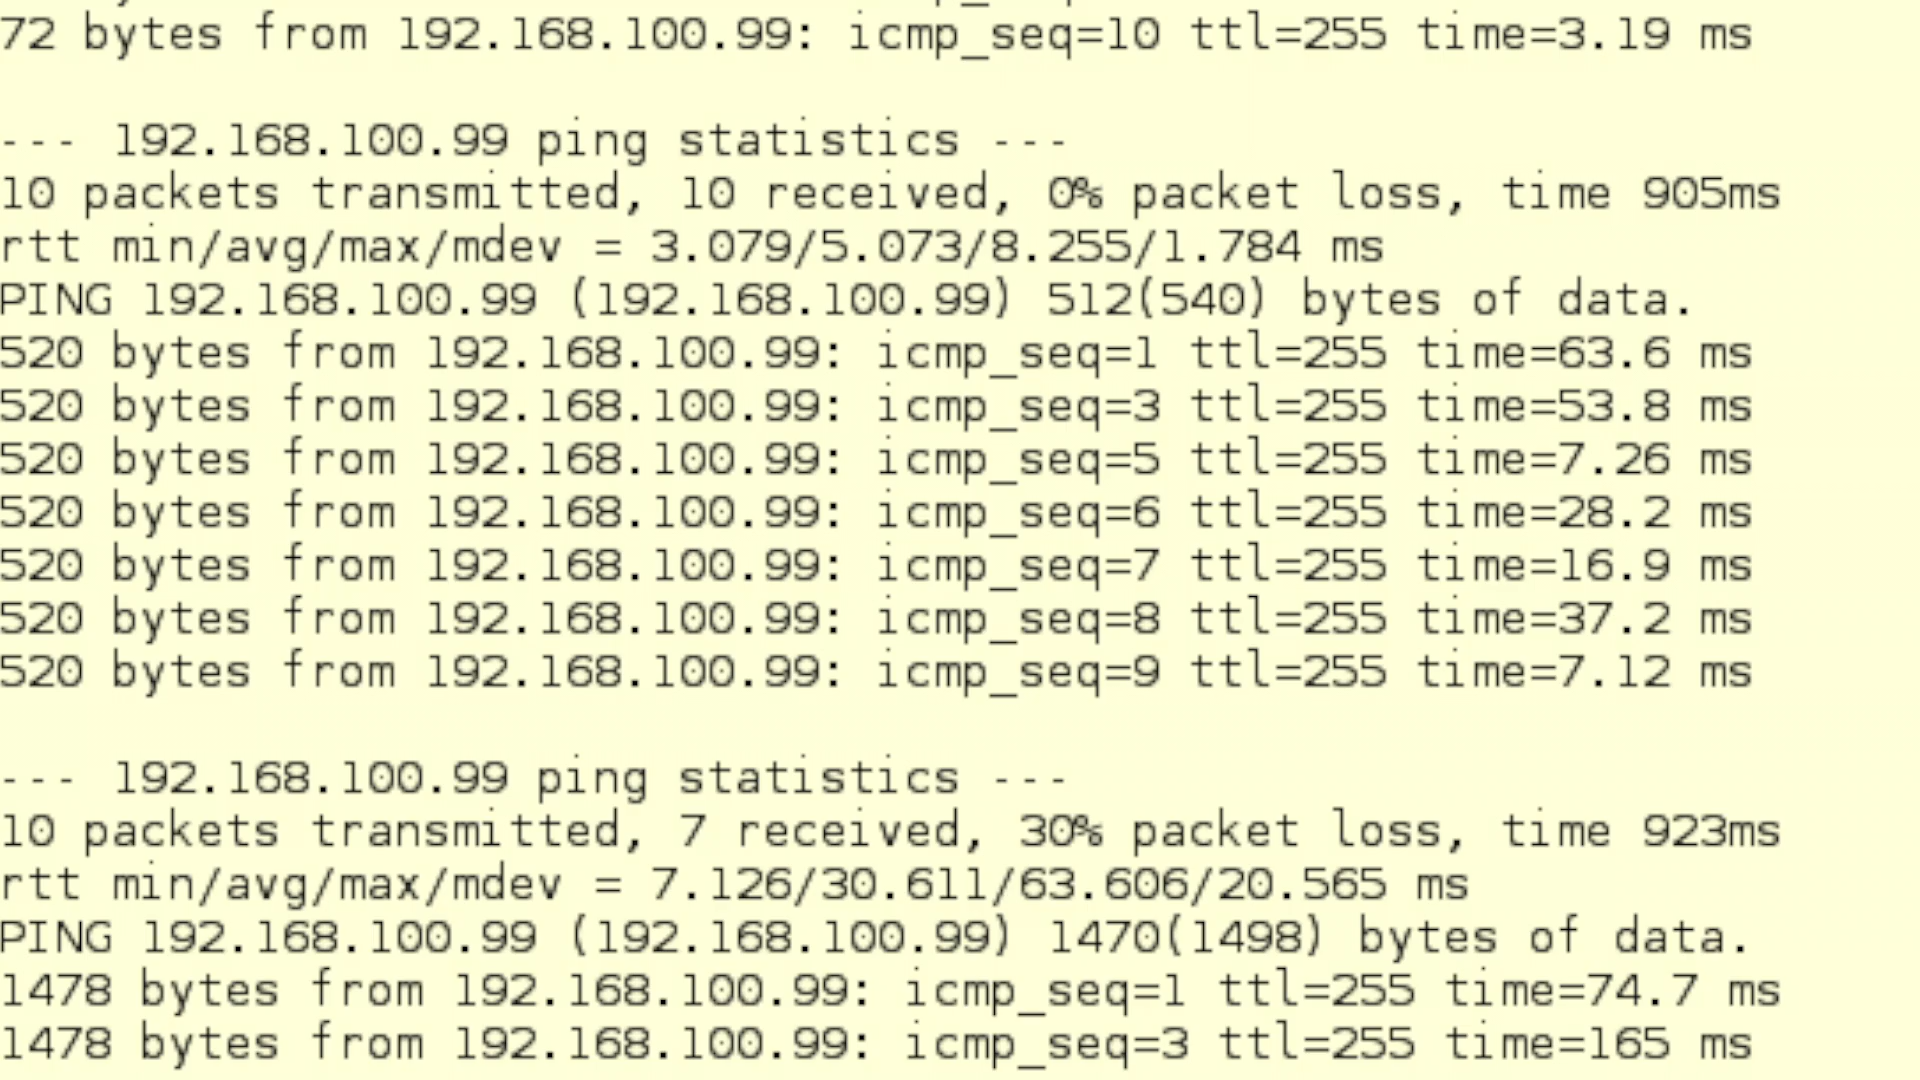 72 bytes from 192.168.100.99: icmp_seq=10 ttl=255 time=3.19 ms
--- 192.168.100.99 ping statistics ---
10 packets transmitted, 10 received, 0% packet loss, time 905ms
rtt min/avg/max/mdev = 3.079/5.073/8.255/1.784 ms
PING 192.168.100.99 (192.168.100.99) 512(540) bytes of data.
520 bytes from 192.168.100.99: icmp_seq=1 ttl=255 time=63.6 ms
520 bytes from 192.168.100.99: icmp_seq=3 ttl=255 time=53.8 ms
520 bytes from 192.168.100.99: icmp_seq=5 ttl=255 time=7.26 ms
520 bytes from 192.168.100.99: icmp_seq=6 ttl=255 time=28.2 ms
520 bytes from 192.168.100.99: icmp_seq=7 ttl=255 time=16.9 ms
520 bytes from 192.168.100.99: icmp_seq=8 ttl=255 time=37.2 ms
520 bytes from 192.168.100.99: icmp_seq=9 ttl=255 time=7.12 ms
--- 192.168.100.99 ping statistics ---
10 packets transmitted, 7 received, 30% packet loss, time 923ms
rtt min/avg/max/mdev = 7.126/30.611/63.606/20.565 ms
PING 192.168.100.99 (192.168.100.99) 1470(1498) bytes of data.
1478 bytes from 192.168.100.99: icmp_seq=1 ttl=255 time=74.7 ms
1478 bytes from 192.168.100.99: icmp_seq=3 ttl=255 time=165 ms